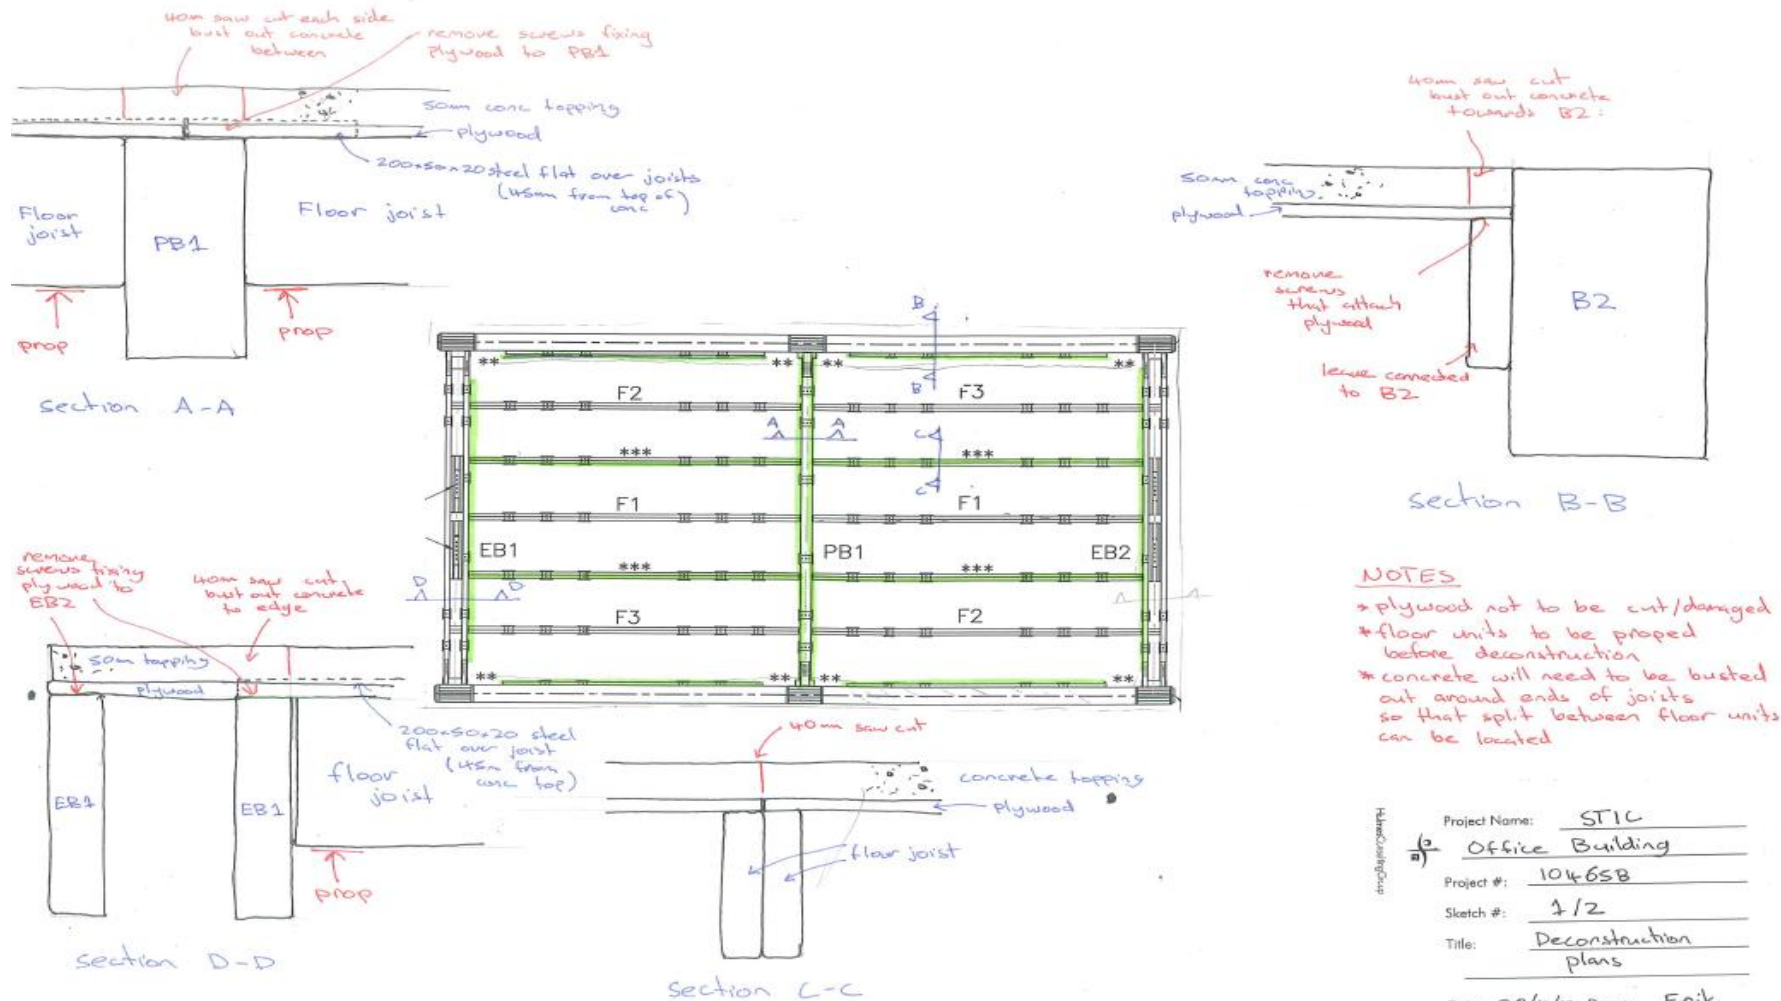 40mm saw cut each side
bust out concrete
between
remove screws fixing
plywood to PB1
50mm conc topping
plywood
200x50x20 steel flat over joists
(45mm from top of
conc)
Floor
joist
PB1
Floor joist
prop
prop
section A-A
40mm saw cut
bust out concrete
towards B2:
50mm conc
topping
plywood
remove
screws
that attach
plywood
leave connected
to B2
B2
section B-B
B
B
** ** ** **
F2
F3
A A
C
C
***
***
F1
F1
EB1
PB1
EB2
***
***
D D
F3
F2
** ** ** **
NOTES
* plywood not to be cut/damaged
* floor units to be proped
before deconstruction
* concrete will need to be busted
out around ends of joists
so that split between floor units
can be located
remove
screws fixing
plywood to
EB2
40mm saw cut
bust out concrete
to edge
50mm topping
plywood
200x50x20 steel
flat over joist
(45mm from
conc top)
floor
joist
EB1
EB1
prop
section D-D
40mm saw cut
concrete topping
plywood
floor joist
section C-C
HolmesConsultingGroup
Project Name: STIC
Office Building
Project #: 104658
Sketch #: 1/2
Title: Deconstruction
plans